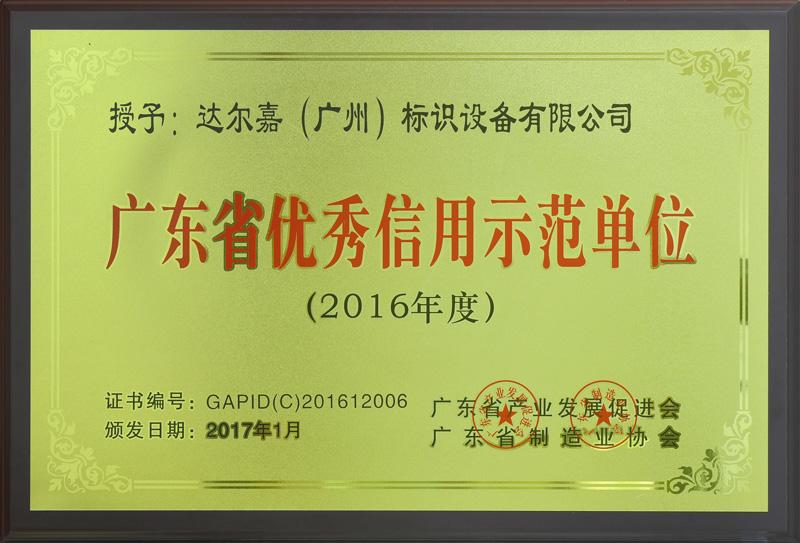 授予：达尔嘉（广州）标识设备有限公司
广东省优秀信用示范单位
(2016年度)
证书编号：GAPID(C)201612006
颁发日期：2017年1月
广东省产业发展促进会
广东省制造业协会